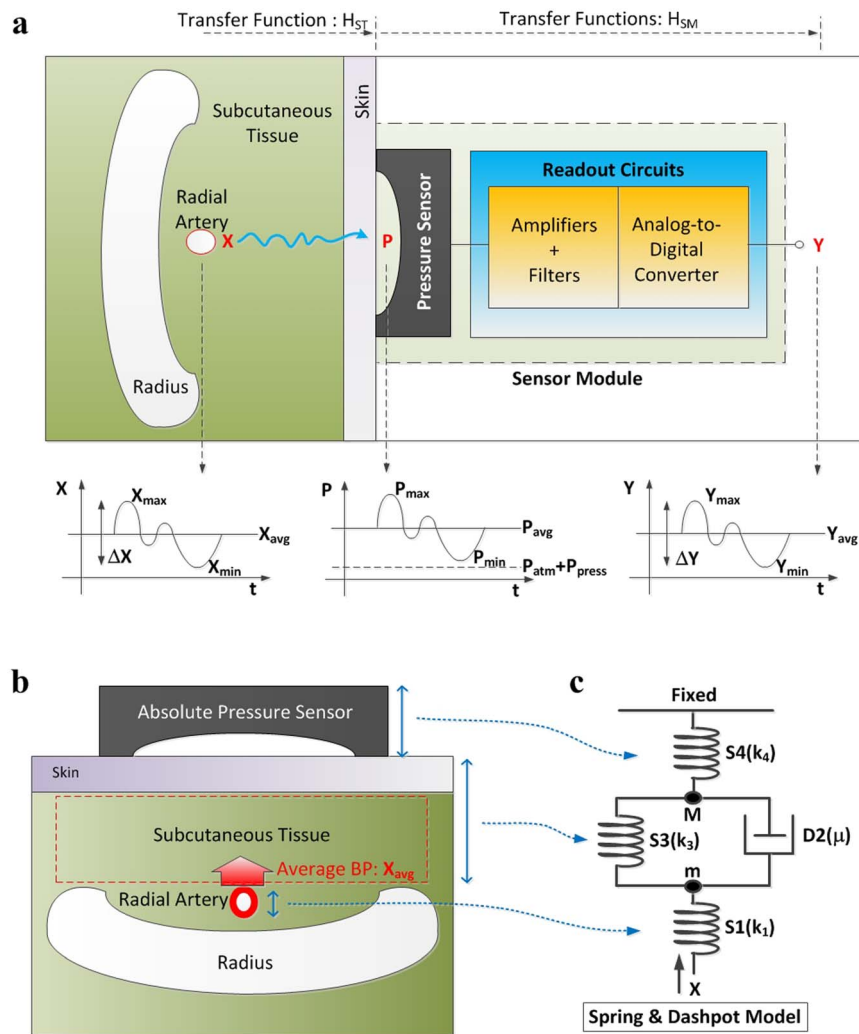 a
Transfer Function : H_ST
Transfer Functions: H_SM
Subcutaneous
Tissue
Skin
Radial
Artery
X
P
Pressure Sensor
Readout Circuits
Amplifiers
+
Filters
Analog-to-
Digital
Converter
Y
Radius
Sensor Module
X
X_max
X_avg
ΔX
X_min
t
P
P_max
P_avg
P_min
P_atm+P_press
t
Y
Y_max
Y_avg
ΔY
Y_min
t
b
Absolute Pressure Sensor
Skin
Subcutaneous Tissue
Average BP: X_avg
Radial Artery
Radius
c
Fixed
S4(k₄)
M
S3(k₃)
D2(μ)
m
S1(k₁)
X
Spring & Dashpot Model